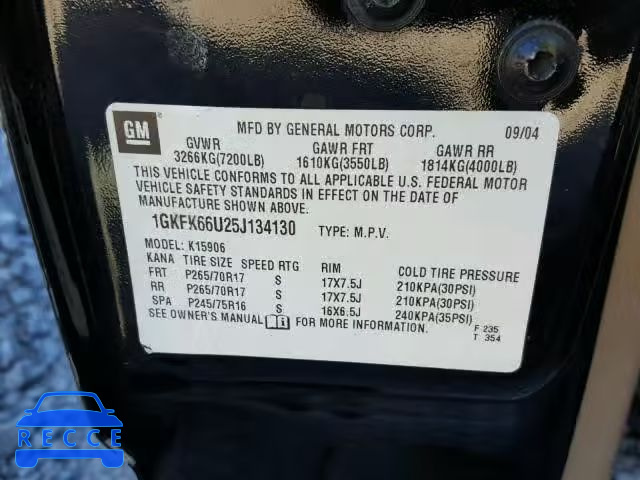 GM
MFD BY GENERAL MOTORS CORP. 09/04
GVWR GAWR FRT GAWR RR
3266KG(7200LB) 1610KG(3550LB) 1814KG(4000LB)
THIS VEHICLE CONFORMS TO ALL APPLICABLE U.S. FEDERAL MOTOR
VEHICLE SAFETY STANDARDS IN EFFECT ON THE DATE OF
MANUFACTURE SHOWN ABOVE.
1GKFK66U25J134130 TYPE: M.P.V.
MODEL: K15906
KANA TIRE SIZE SPEED RTG RIM COLD TIRE PRESSURE
FRT P265/70R17 S 17X7.5J 210KPA(30PSI)
RR P265/70R17 S 17X7.5J 210KPA(30PSI)
SPA P245/75R16 S 16X6.5J 240KPA(35PSI)
SEE OWNER'S MANUAL FOR MORE INFORMATION.
F 235
T 354
RECCE